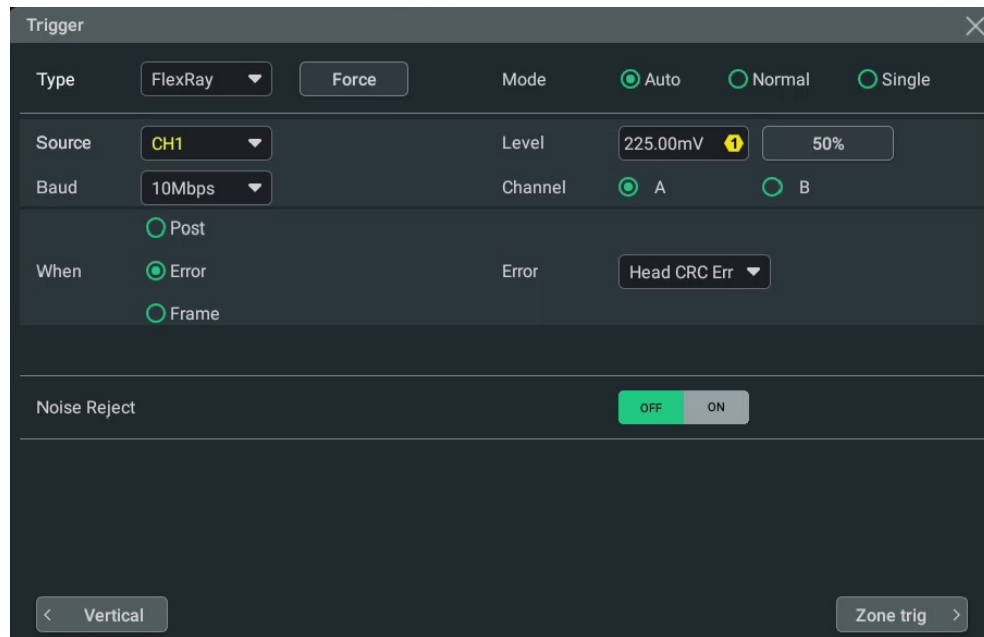 Trigger
Type FlexRay Force Mode Auto Normal Single
Source CH1 Level 225.00mV 1 50%
Baud 10Mbps Channel A B
Post
When Error Error Head CRC Err
Frame
Noise Reject OFF ON
< Vertical Zone trig >